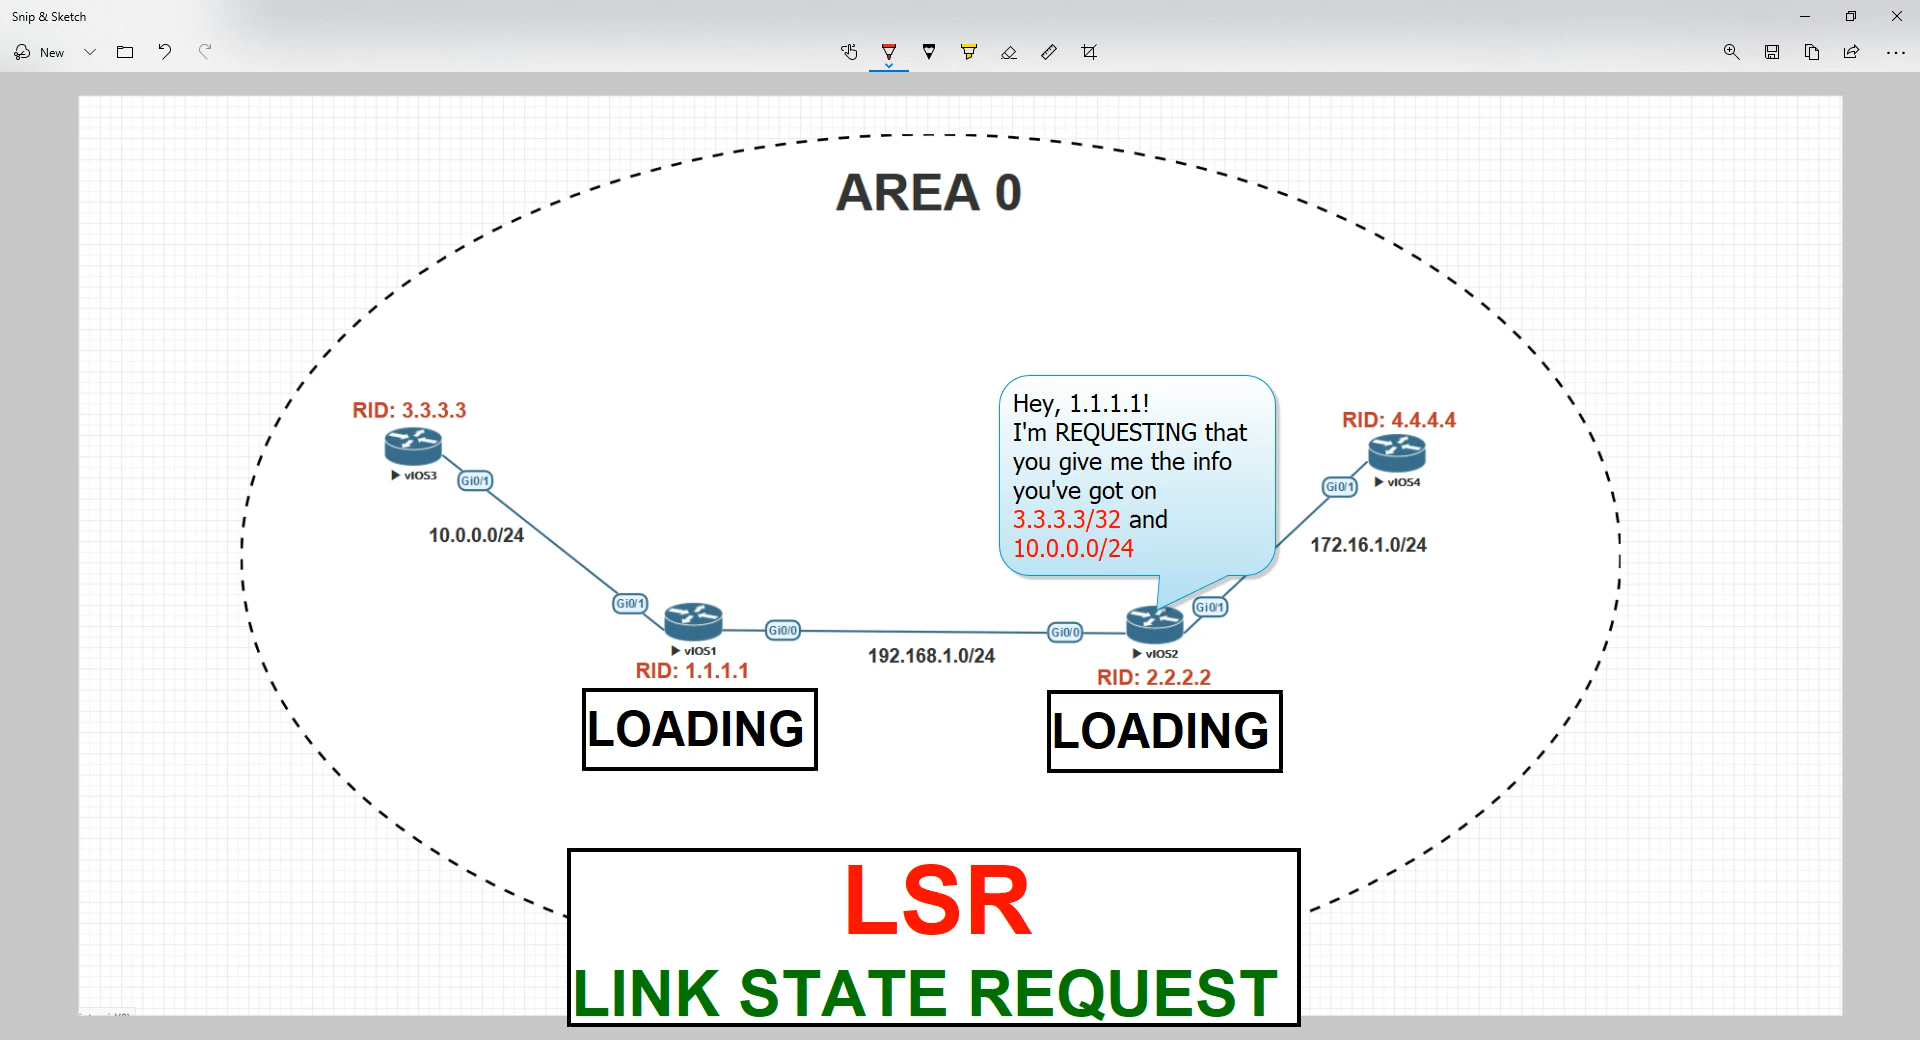 Snip & Sketch
New
AREA 0
RID: 3.3.3.3
vIOS3
Gi0/1
10.0.0.0/24
Hey, 1.1.1.1!
I'm REQUESTING that
you give me the info
you've got on
3.3.3.3/32 and
10.0.0.0/24
RID: 4.4.4.4
vIOS4
Gi0/1
172.16.1.0/24
Gi0/1
vIOS1
RID: 1.1.1.1
Gi0/0
192.168.1.0/24
Gi0/0
Gi0/1
vIOS2
RID: 2.2.2.2
LOADING
LOADING
LSR
LINK STATE REQUEST